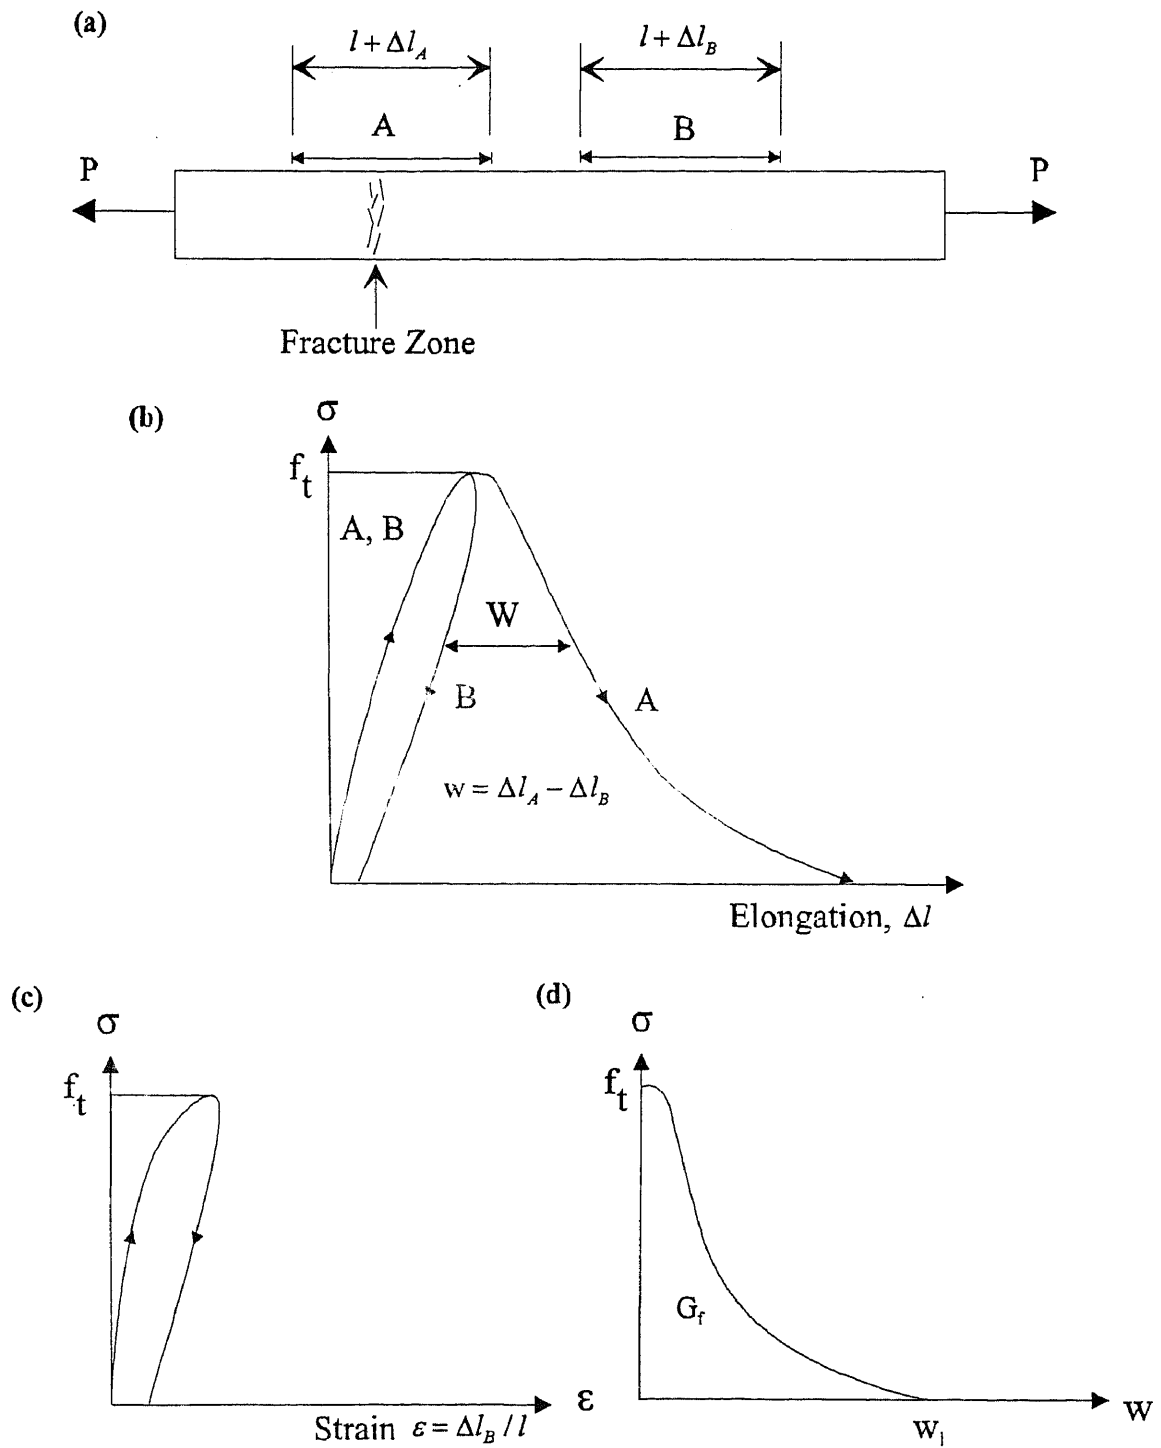 (a)
l + Δl_A
l + Δl_B
A
B
P
P
Fracture Zone
(b)
σ
f_t
A, B
W
B
A
w = Δl_A − Δl_B
Elongation, Δl
(c)
(d)
σ
σ
f_t
f_t
G_f
ε
Strain ε = Δl_B / l
w_1
w